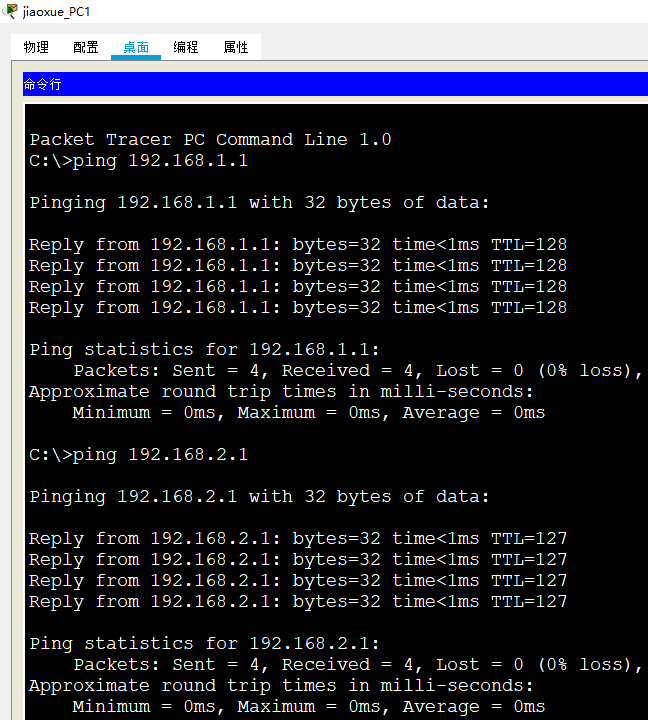 jiaoxue_PC1
物理 配置 桌面 编程 属性
命令行
Packet Tracer PC Command Line 1.0
C:\>ping 192.168.1.1
Pinging 192.168.1.1 with 32 bytes of data:
Reply from 192.168.1.1: bytes=32 time<1ms TTL=128
Reply from 192.168.1.1: bytes=32 time<1ms TTL=128
Reply from 192.168.1.1: bytes=32 time<1ms TTL=128
Reply from 192.168.1.1: bytes=32 time<1ms TTL=128
Ping statistics for 192.168.1.1:
Packets: Sent = 4, Received = 4, Lost = 0 (0% loss),
Approximate round trip times in milli-seconds:
Minimum = 0ms, Maximum = 0ms, Average = 0ms
C:\>ping 192.168.2.1
Pinging 192.168.2.1 with 32 bytes of data:
Reply from 192.168.2.1: bytes=32 time<1ms TTL=127
Reply from 192.168.2.1: bytes=32 time<1ms TTL=127
Reply from 192.168.2.1: bytes=32 time<1ms TTL=127
Reply from 192.168.2.1: bytes=32 time<1ms TTL=127
Ping statistics for 192.168.2.1:
Packets: Sent = 4, Received = 4, Lost = 0 (0% loss),
Approximate round trip times in milli-seconds:
Minimum = 0ms, Maximum = 0ms, Average = 0ms